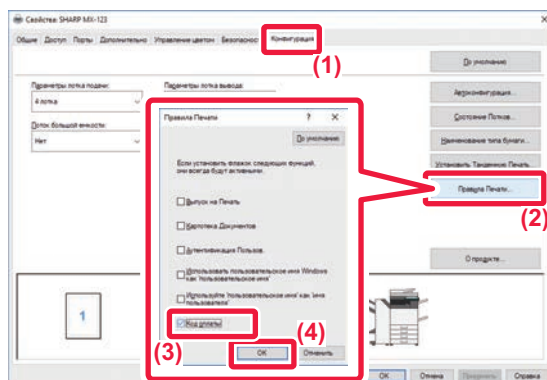 Свойства: SHARP MX-123
Общие Доступ Порты Дополнительно Управление цветом Безопасность Конфигурация
(1)
По умолчанию
Параметры лотка подачи:
Параметры лотка вывода:
4 лотка
Автоконфигурация...
Лоток большой емкости:
Состояние Лотков...
Нет
Наименование типа бумаги...
Установить Тандемную Печать...
Правила Печати...
(2)
Правила Печати
По умолчанию
Если установить флажок следующих функций,
они всегда будут активными.
Выпуск на Печать
Картотека Документов
Аутентификация Пользов.
Использовать пользовательское имя Windows
как 'пользовательское имя'
Используйте 'пользовательское имя' как 'имя
пользователя'
Код оплаты
(3)
(4)
OK Отменить
О продукте...
1
OK Отмена Применить Справка